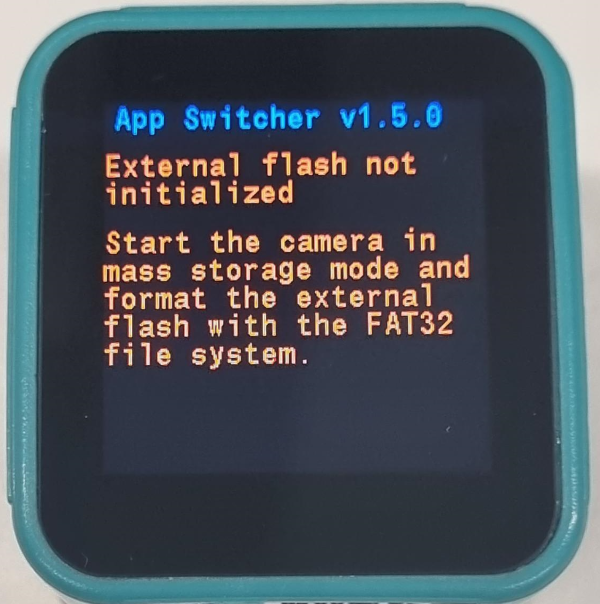 App Switcher v1.5.0
External flash not
initialized
Start the camera in
mass storage mode and
format the external
flash with the FAT32
file system.